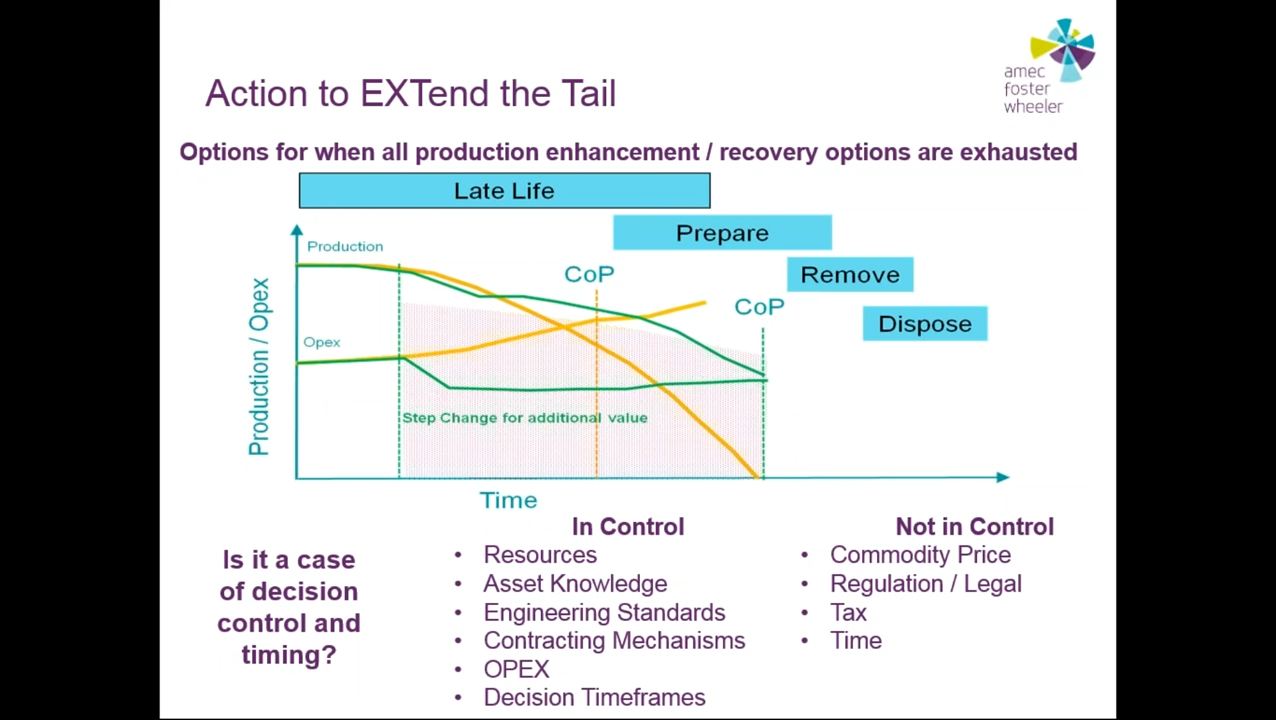 amec
foster
wheeler
Action to EXTend the Tail
Options for when all production enhancement / recovery options are exhausted
Late Life
Prepare
Remove
Dispose
Production
CoP
CoP
Opex
Production / Opex
Step Change for additional value
Time
Is it a case
of decision
control and
timing?
In Control
• Resources
• Asset Knowledge
• Engineering Standards
• Contracting Mechanisms
• OPEX
• Decision Timeframes
Not in Control
• Commodity Price
• Regulation / Legal
• Tax
• Time